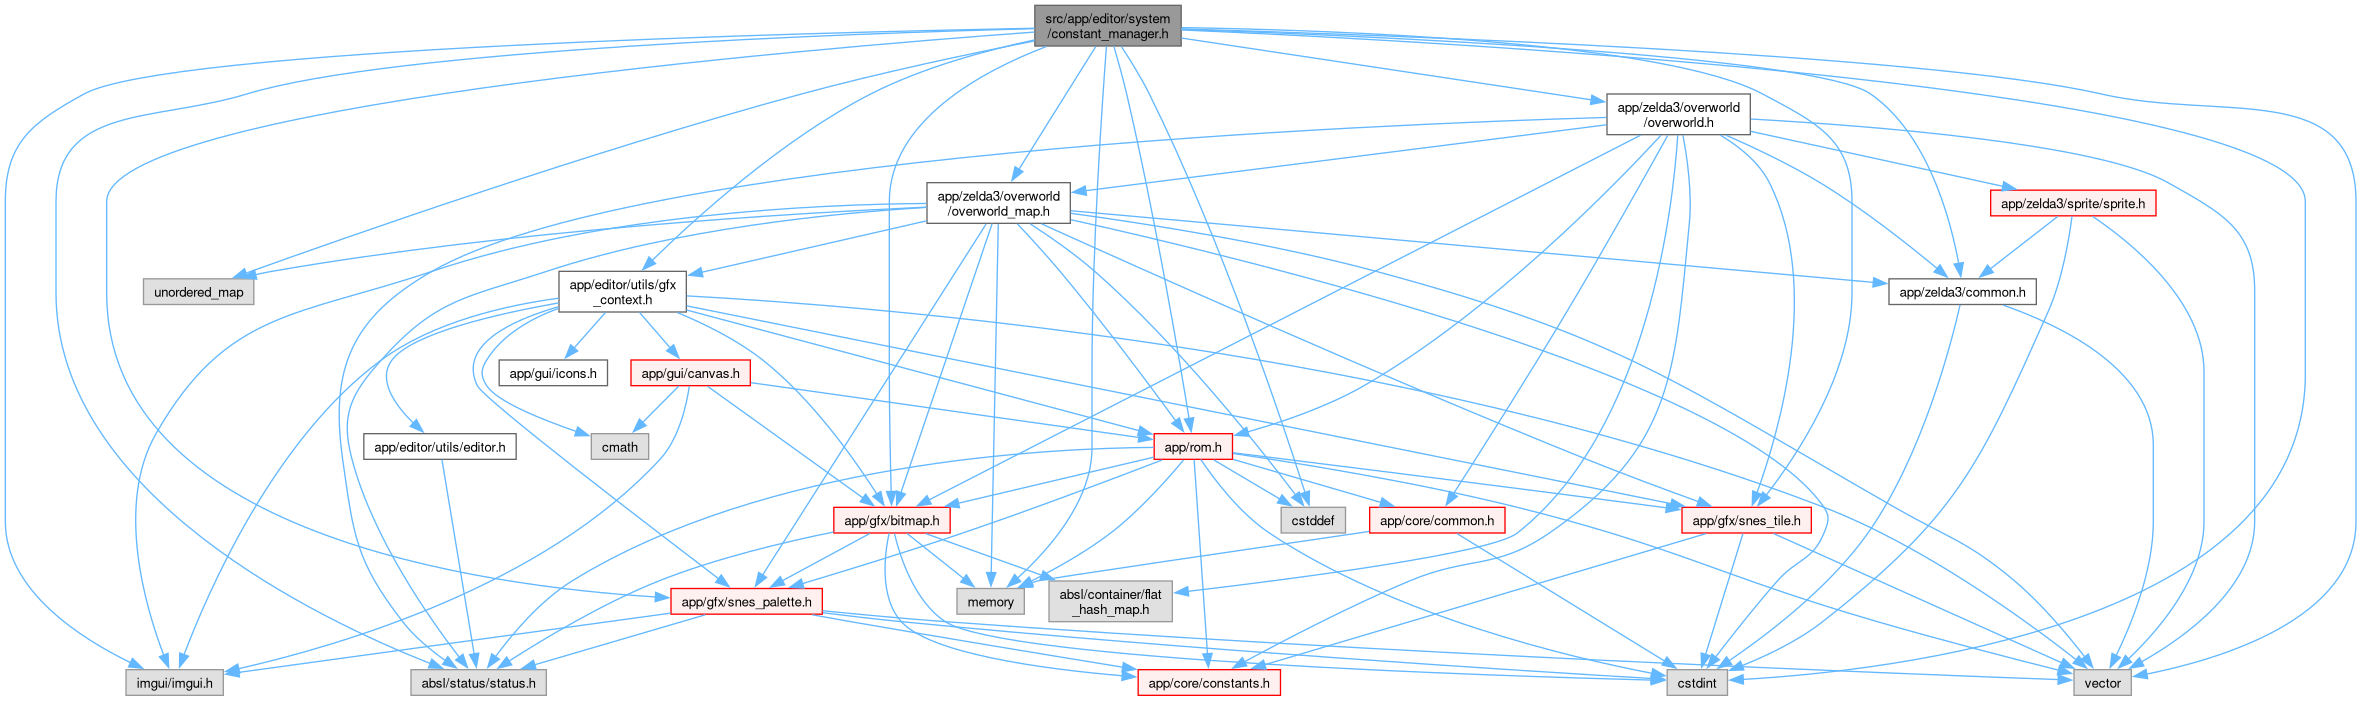 src/app/editor/system
/constant_manager.h
app/zelda3/overworld
/overworld.h
app/zelda3/overworld
/overworld_map.h
app/zelda3/sprite/sprite.h
unordered_map
app/editor/utils/gfx
_context.h
app/zelda3/common.h
app/gui/icons.h
app/gui/canvas.h
app/editor/utils/editor.h
cmath
app/rom.h
app/gfx/bitmap.h
cstddef
app/core/common.h
app/gfx/snes_tile.h
app/gfx/snes_palette.h
memory
absl/container/flat
_hash_map.h
imgui/imgui.h
absl/status/status.h
app/core/constants.h
cstdint
vector